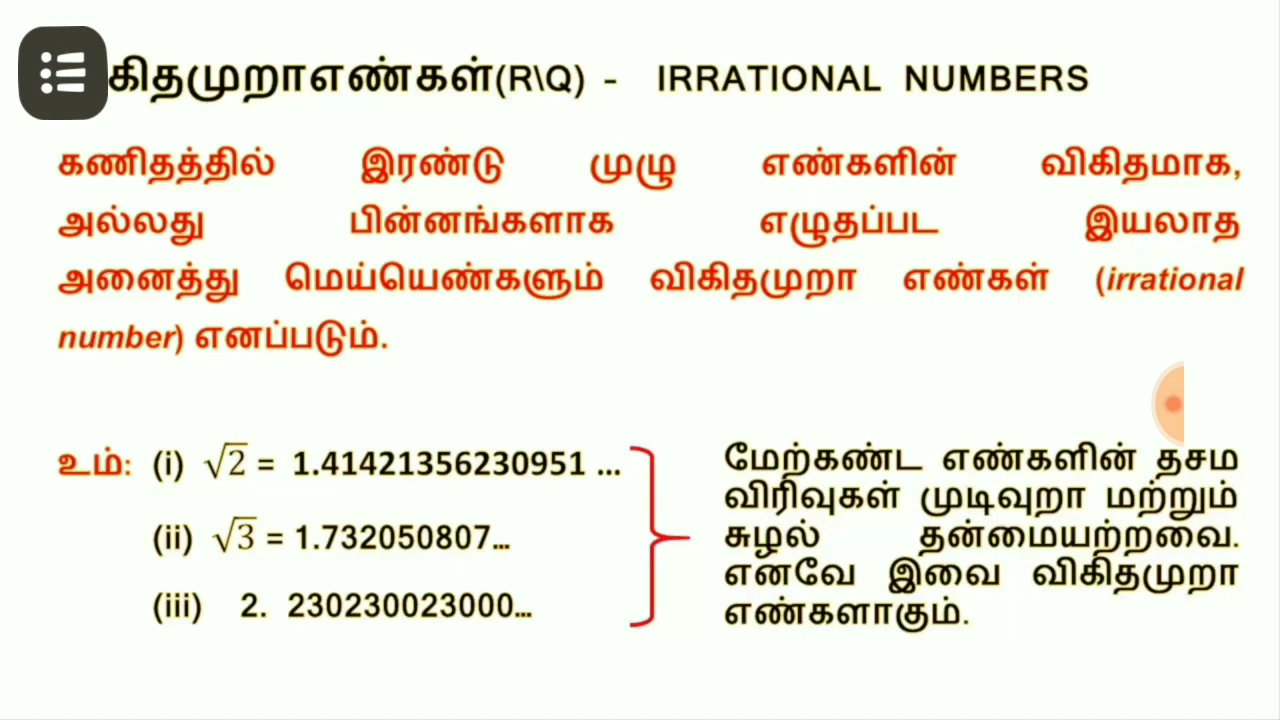 கிதமுறாஎண்கள்(R\Q) - IRRATIONAL NUMBERS
கணிதத்தில் இரண்டு முழு எண்களின் விகிதமாக,
அல்லது பின்னங்களாக எழுதப்பட இயலாத
அனைத்து மெய்யெண்களும் விகிதமுறா எண்கள் (irrational
number) எனப்படும்.
உம்: (i) √2 = 1.41421356230951 ...
(ii) √3 = 1.732050807...
(iii) 2. 230230023000...
மேற்கண்ட எண்களின் தசம
விரிவுகள் முடிவுறா மற்றும்
சுழல் தன்மையற்றவை.
எனவே இவை விகிதமுறா
எண்களாகும்.